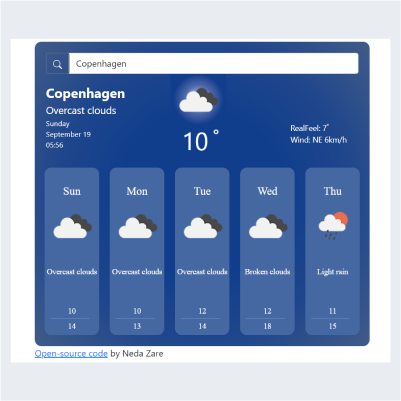 Copenhagen
Copenhagen
Overcast clouds
Sunday
September 19
05:56
10°
RealFeel: 7°
Wind: NE 6km/h
Sun Mon Tue Wed Thu
Overcast clouds Overcast clouds Overcast clouds Broken clouds Light rain
10 10 12 12 11
14 13 14 18 15
Open-source code by Neda Zare